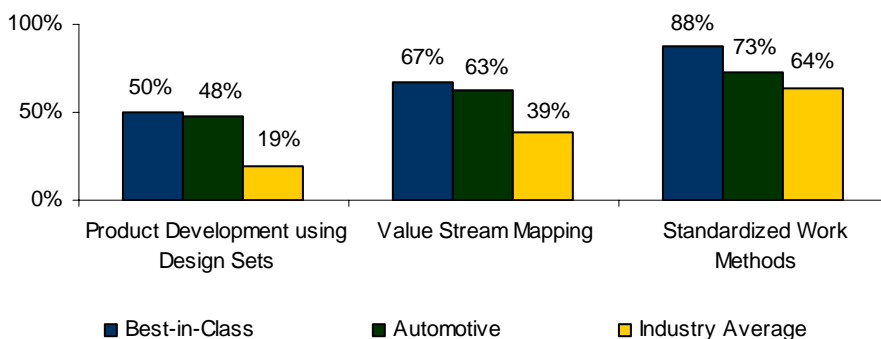 100%
50%
0%
50%
48%
19%
67%
63%
39%
88%
73%
64%
Product Development using
Design Sets
Value Stream Mapping
Standardized Work
Methods
Best-in-Class
Automotive
Industry Average